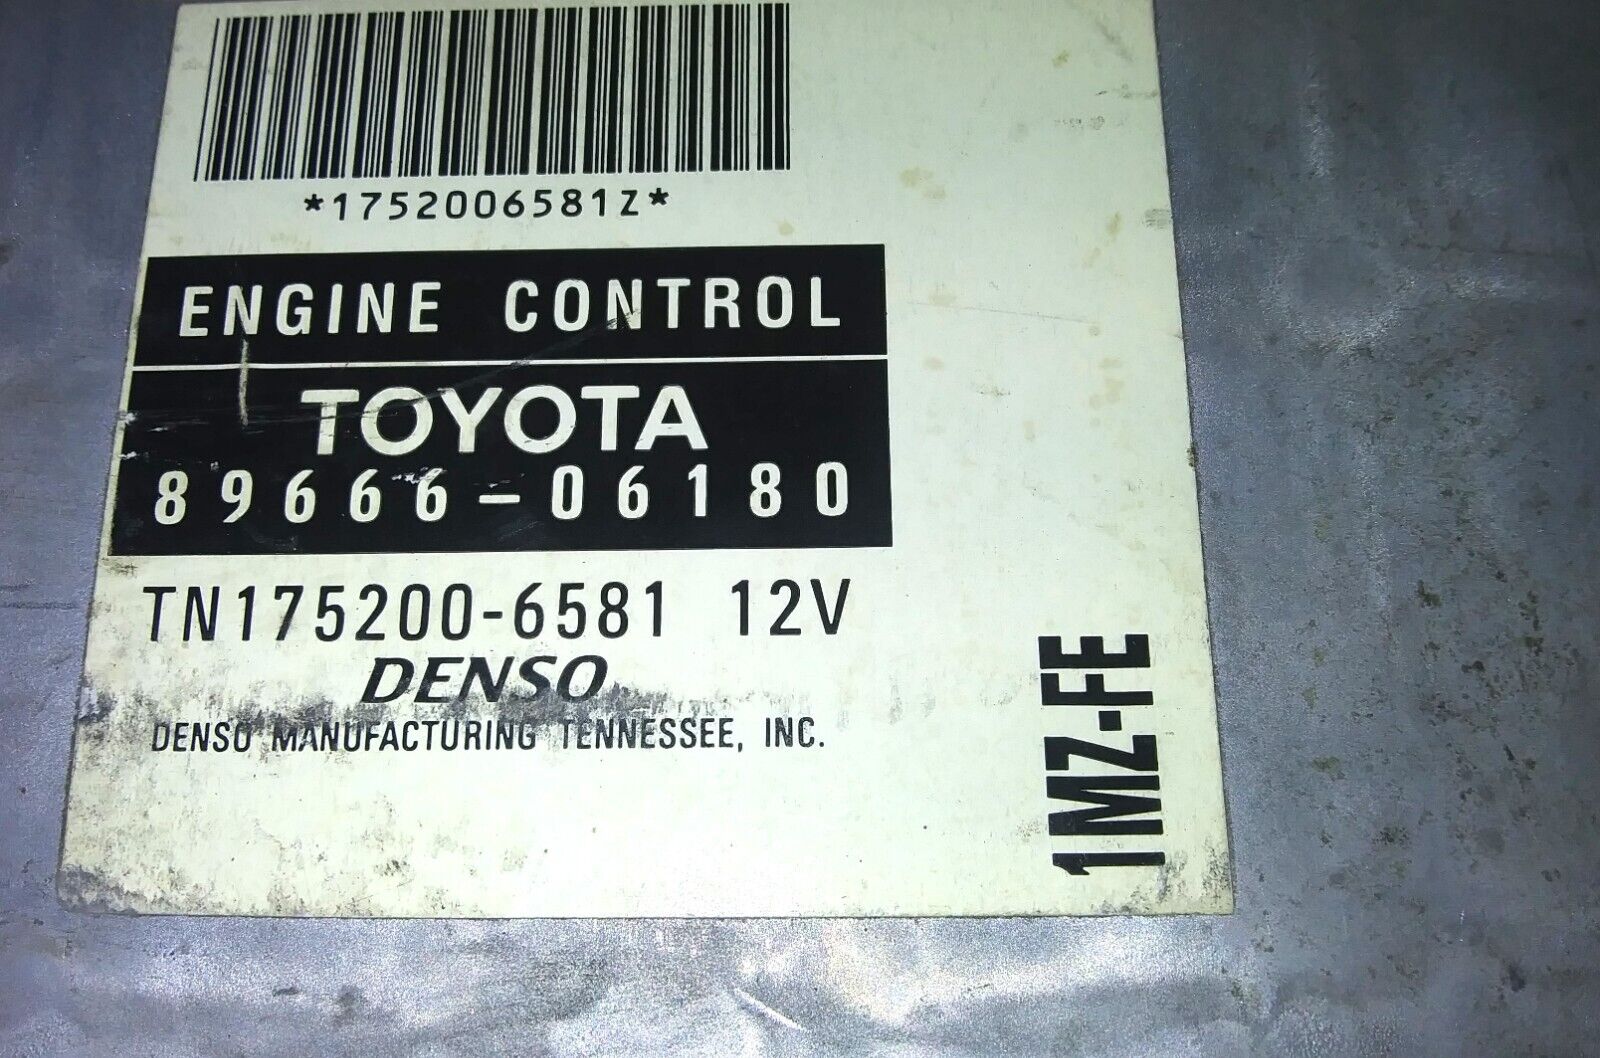 *1752006581Z*
ENGINE CONTROL
TOYOTA
89666-06180
TN175200-6581 12V
DENSO
DENSO MANUFACTURING TENNESSEE, INC.
1MZ-FE